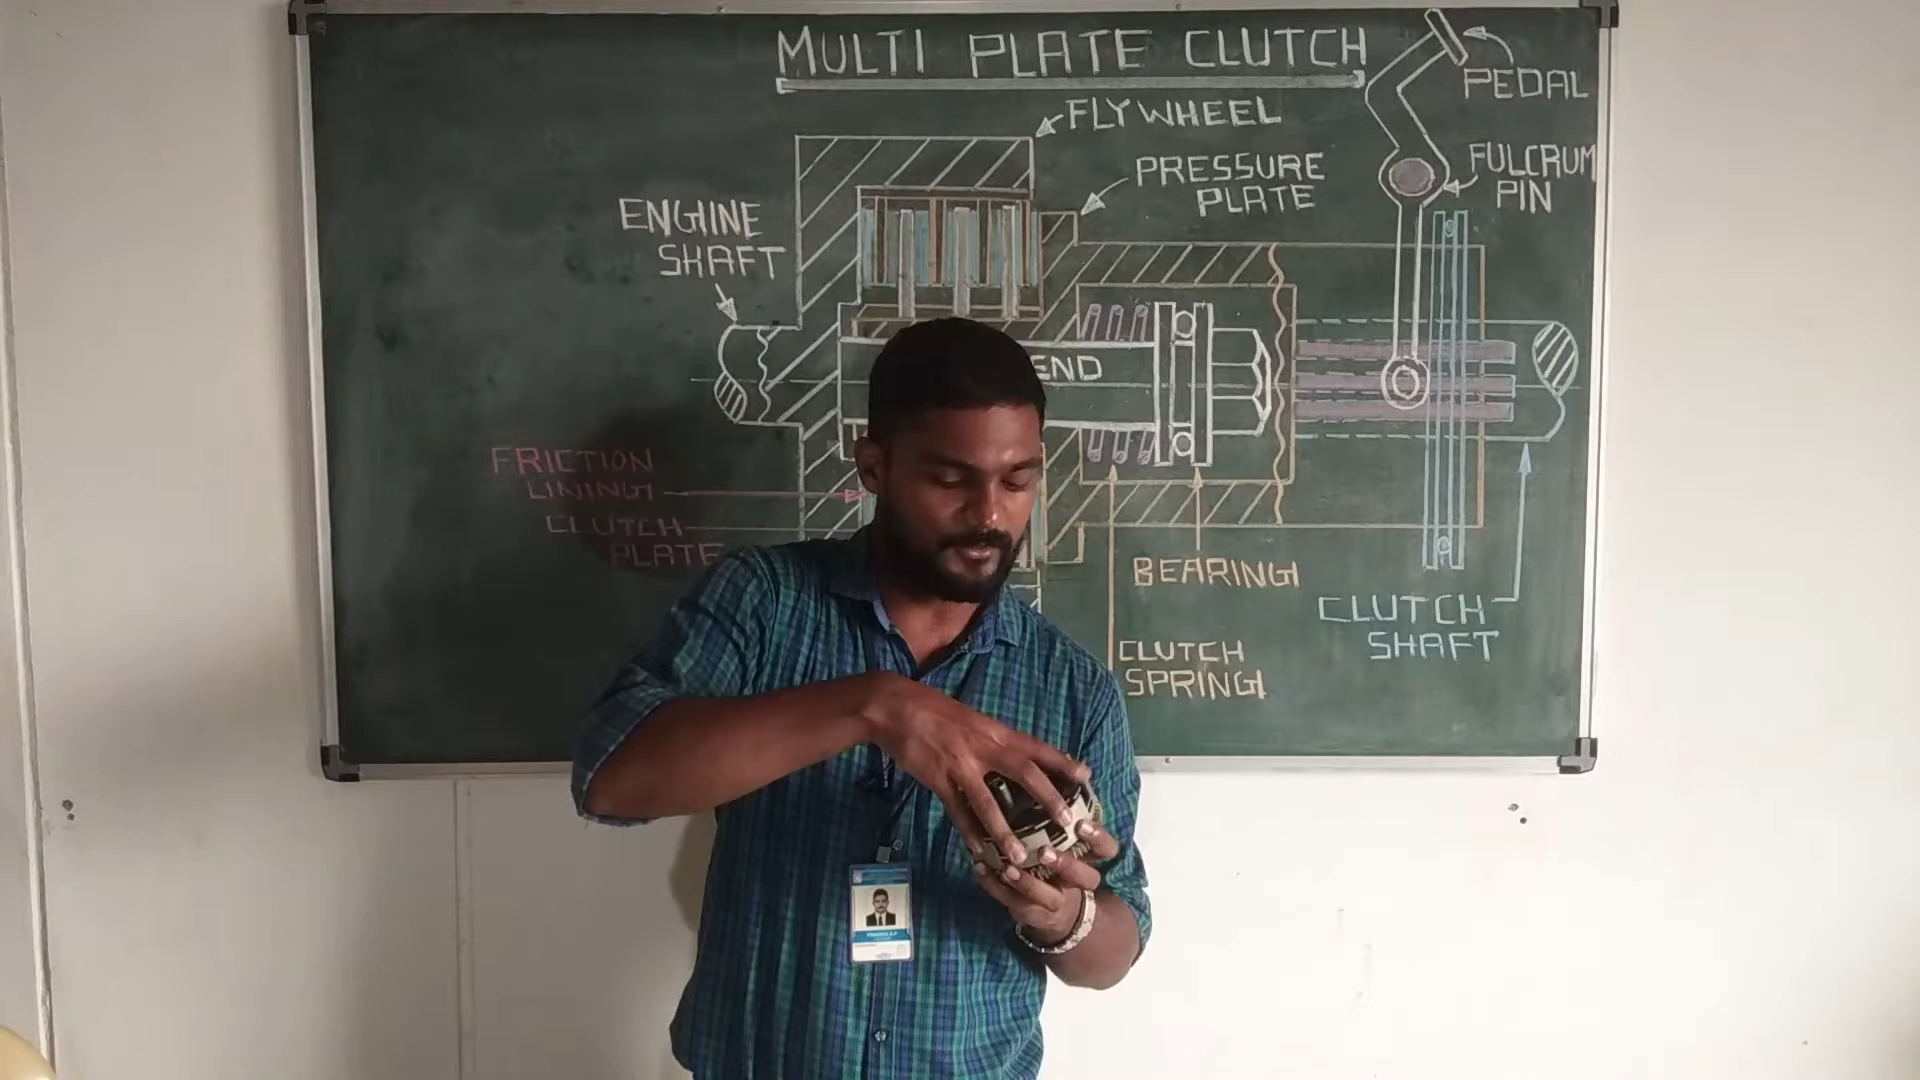 MULTI PLATE CLUTCH
PEDAL
FLYWHEEL
PRESSURE
PLATE
FULCRUM
PIN
ENGINE
SHAFT
END
FRICTION
LINING
CLUTCH
PLATE
BEARING
CLUTCH
SHAFT
CLUTCH
SPRING